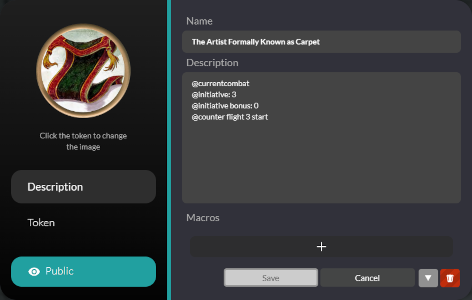 Name
The Artist Formally Known as Carpet
Description
@currentcombat
@initiative: 3
@initiative bonus: 0
@counter flight 3 start
Click the token to change
the image
Description
Token
Public
Macros
+
Save
Cancel